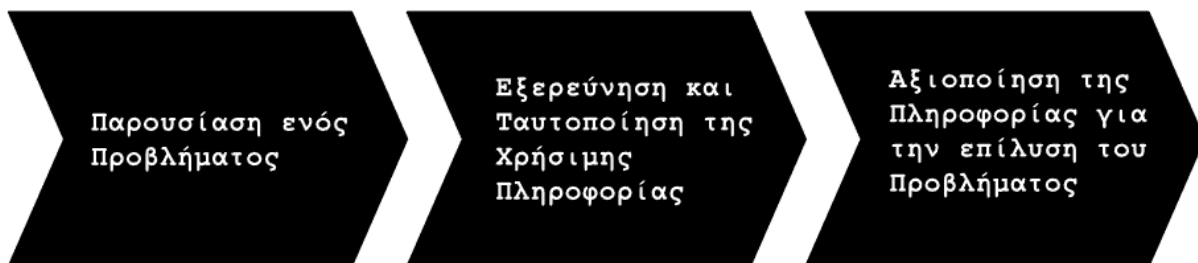 Παρουσίαση ενός
Προβλήματος
Εξερεύνηση και
Ταυτοποίηση της
Χρήσιμης
Πληροφορίας
Αξιοποίηση της
Πληροφορίας για
την επίλυση του
Προβλήματος